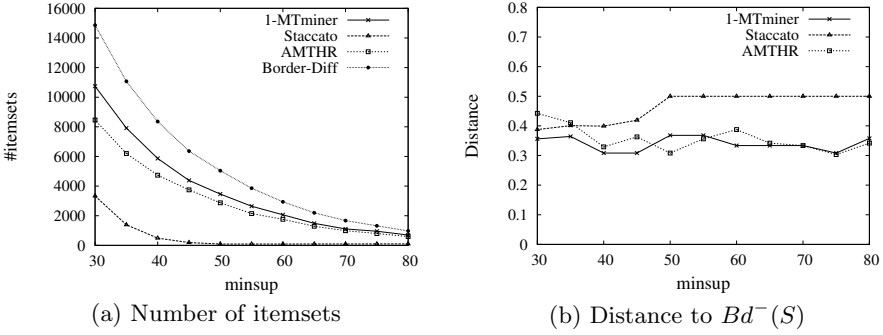 1-MTminer
Staccato
AMTHR
Border-Diff
#itemsets
16000
14000
12000
10000
8000
6000
4000
2000
0
30 40 50 60 70 80
minsup
(a) Number of itemsets
1-MTminer
Staccato
AMTHR
Distance
0.8
0.7
0.6
0.5
0.4
0.3
0.2
0.1
0
30 40 50 60 70 80
minsup
(b) Distance to Bd⁻(S)